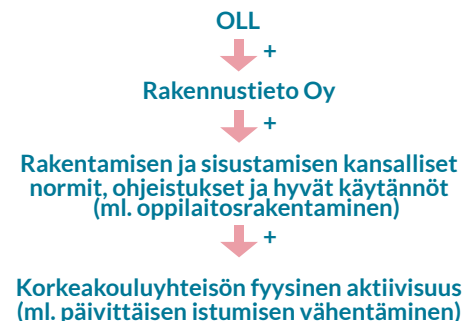 OLL
+
Rakennustieto Oy
+
Rakentamisen ja sisustamisen kansalliset
normit, ohjeistukset ja hyvät käytännöt
(ml. oppilaitosrakentaminen)
+
Korkeakouluyhteisön fyysinen aktiivisuus
(ml. päivittäisen istumisen vähentäminen)